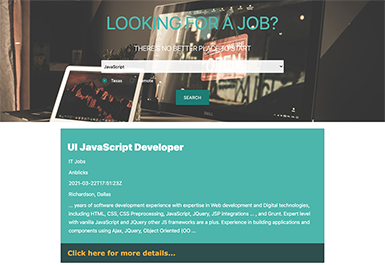 LOOKING FOR A JOB?
THERE'S NO BETTER PLACE TO START
JavaScript
Texas
SEARCH
OPEN
UI JavaScript Developer
IT Jobs
Anblicks
2021-03-22T17:51:23Z
Richardson, Dallas
... years of software development experience with expertise in Web development and Digital technologies,
including HTML, CSS, CSS Preprocessing, JavaScript, JQuery, JSP integrations ... , and Grunt. Expert level
with vanilla JavaScript and JQuery other JS frameworks are a plus. Experience in building applications and
components using Ajax, JQuery, Object Oriented (OO ...
Click here for more details...